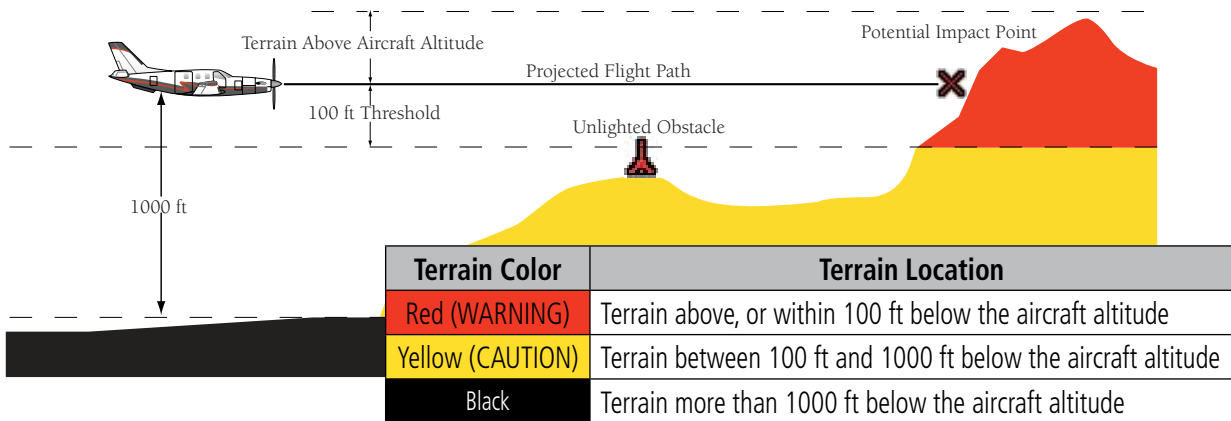 Terrain Above Aircraft Altitude
Potential Impact Point
Projected Flight Path
100 ft Threshold
Unlighted Obstacle
1000 ft
Terrain Color
Terrain Location
Red (WARNING)
Terrain above, or within 100 ft below the aircraft altitude
Yellow (CAUTION)
Terrain between 100 ft and 1000 ft below the aircraft altitude
Black
Terrain more than 1000 ft below the aircraft altitude